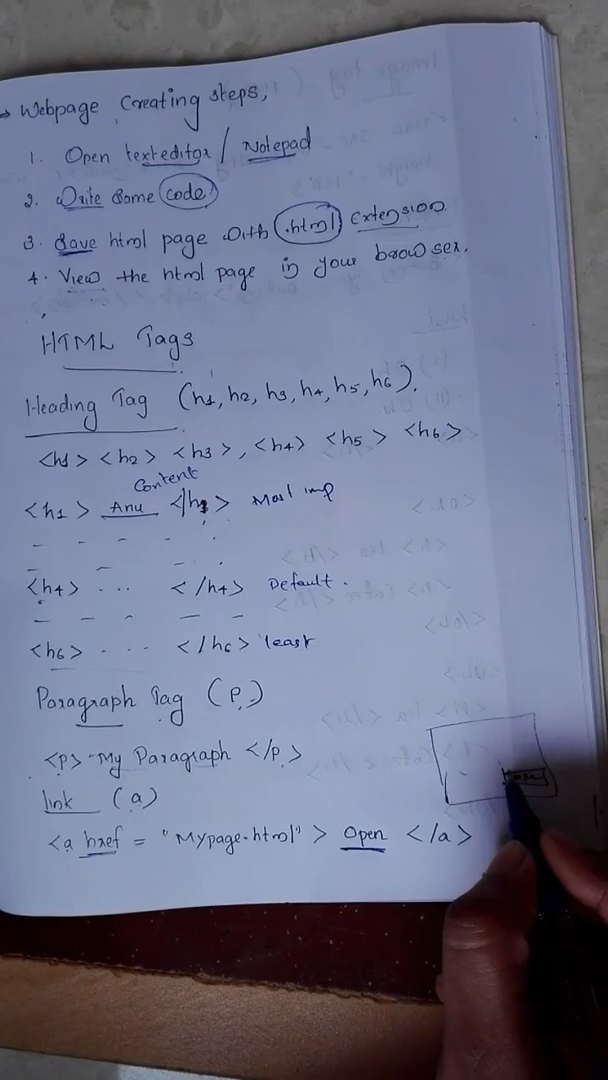 → Webpage Creating steps,
1. Open texteditor / Notepad
2. Write some code
3. Save html page with .html extension.
4. View the html page in your browser.
HTML Tags
Heading Tag (h1, h2, h3, h4, h5, h6).
<h1> <h2> <h3>, <h4> <h5> <h6>
Content
<h1> Anu </h1> Most imp
- - - - .
<h4> ... </h4> Default.
- - - - -
<h6> . ... </h6> least
Paragraph Tag (P.)
<p> - My Paragraph </p>
link (a)
<a href = "Mypage.html"> Open </a>